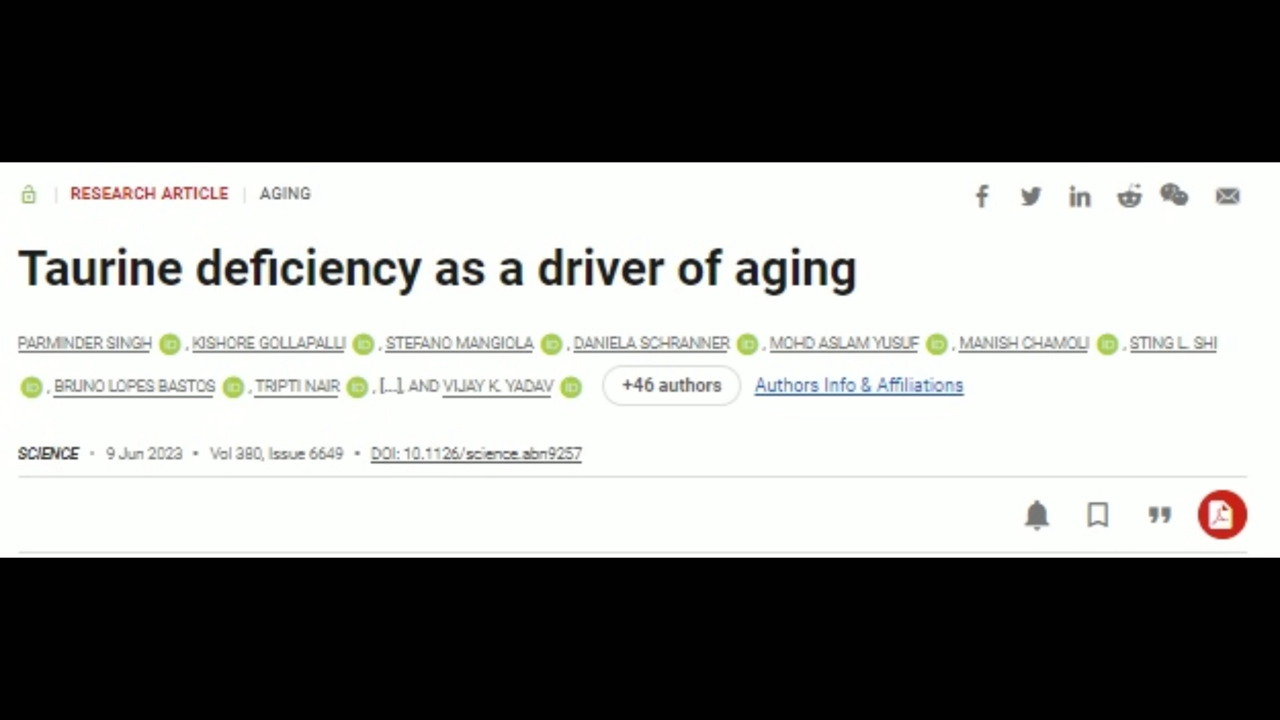 RESEARCH ARTICLE | AGING
Taurine deficiency as a driver of aging
PARMINDER SINGH, KISHORE GOLLAPALLI, STEFANO MANGIOLA, DANIELA SCHRANNER, MOHD ASLAM YUSUF, MANISH CHAMOLI, STING L. SHI
, BRUNO LOPES BASTOS, TRIPTI NAIR, [...], AND VIJAY K. YADAV +46 authors Authors Info & Affiliations
SCIENCE • 9 Jun 2023 • Vol 380, Issue 6649 • DOI: 10.1126/science.abn9257